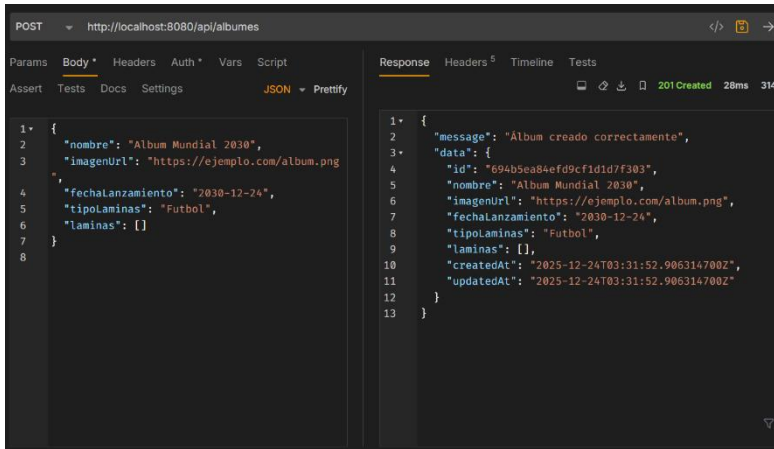 POST http://localhost:8080/api/albumes
Params Body * Headers Auth * Vars Script
Assert Tests Docs Settings JSON Prettify
1 {
2 "nombre": "Album Mundial 2030",
3 "imagenUrl": "https://ejemplo.com/album.png
",
4 "fechaLanzamiento": "2030-12-24",
5 "tipoLaminas": "Futbol",
6 "laminas": []
7 }
8
Response Headers 5 Timeline Tests
201 Created 28ms 314
1 {
2 "message": "Álbum creado correctamente",
3 "data": {
4 "id": "694b5ea84efd9cf1d1d7f303",
5 "nombre": "Album Mundial 2030",
6 "imagenUrl": "https://ejemplo.com/album.png",
7 "fechaLanzamiento": "2030-12-24",
8 "tipoLaminas": "Futbol",
9 "laminas": [],
10 "createdAt": "2025-12-24T03:31:52.906314700Z",
11 "updatedAt": "2025-12-24T03:31:52.906314700Z"
12 }
13 }